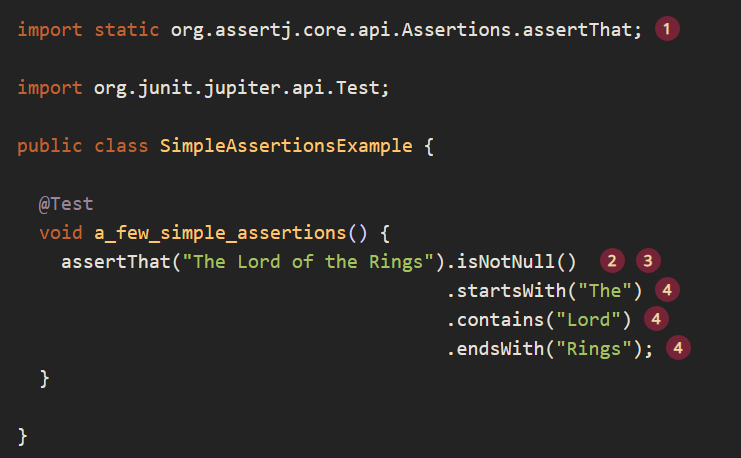 import static org.assertj.core.api.Assertions.assertThat; 1
import org.junit.jupiter.api.Test;
public class SimpleAssertionsExample {
@Test
void a_few_simple_assertions() {
assertThat("The Lord of the Rings").isNotNull() 2 3
.startsWith("The") 4
.contains("Lord") 4
.endsWith("Rings"); 4
}
}